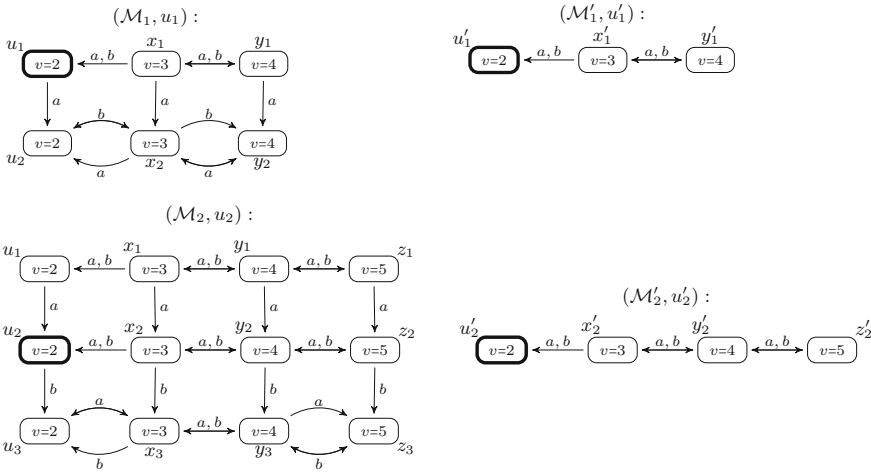 (ℳ₁, u₁) :
(ℳ′₁, u′₁) :
u₁ x₁ y₁
v=2 a, b v=3 a, b v=4
a a a
b b
v=2 v=3 v=4
u₂ a x₂ a y₂
u′₁ x′₁ y′₁
v=2 a, b v=3 a, b v=4
(ℳ₂, u₂) :
u₁ x₁ y₁ z₁
v=2 a, b v=3 a, b v=4 a, b v=5
a a a a
u₂ x₂ y₂ z₂
v=2 a, b v=3 a, b v=4 a, b v=5
b b b b
a a
v=2 v=3 a, b v=4 v=5
u₃ b x₃ y₃ b z₃
(ℳ′₂, u′₂) :
u′₂ x′₂ y′₂ z′₂
v=2 a, b v=3 a, b v=4 a, b v=5